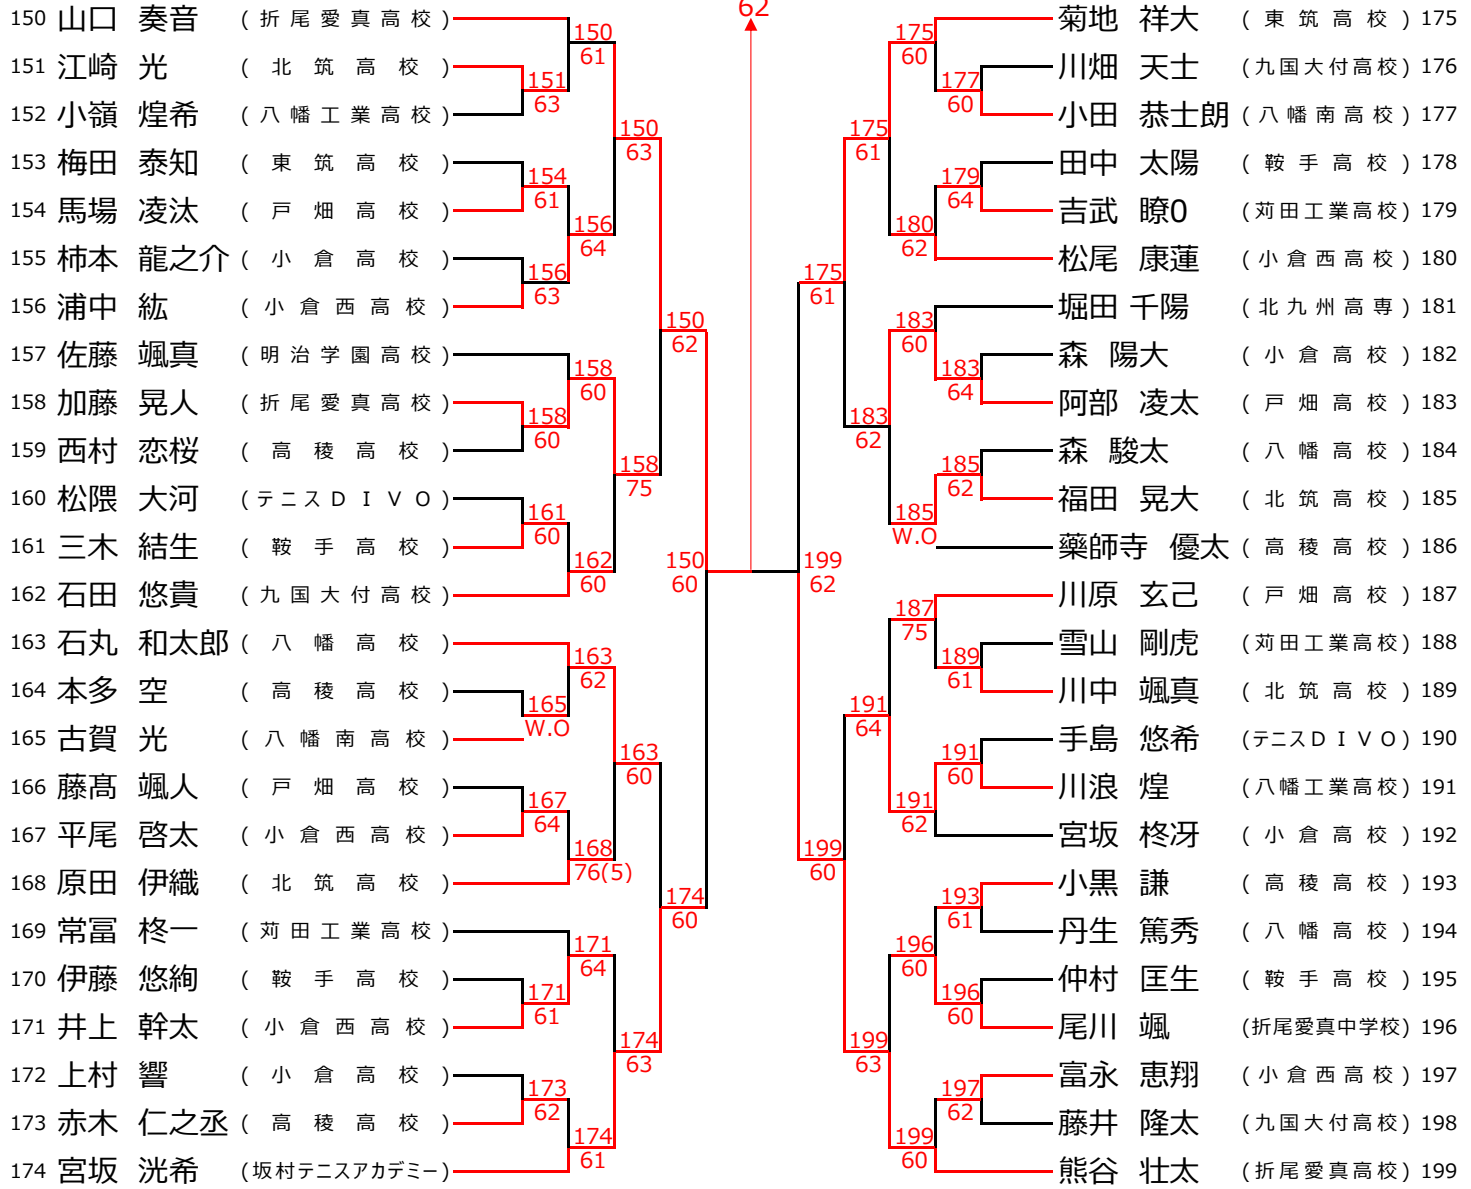 62
150 山口 奏音 ( 折尾愛真高校 )
151 江崎 光 ( 北筑高校 )
152 小嶺 煌希 ( 八幡工業高校 )
153 梅田 泰知 ( 東筑高校 )
154 馬場 凌汰 ( 戸畑高校 )
155 柿本 龍之介 ( 小倉高校 )
156 浦中 紘 ( 小倉西高校 )
157 佐藤 颯真 ( 明治学園高校 )
158 加藤 晃人 ( 折尾愛真高校 )
159 西村 恋桜 ( 高稜高校 )
160 松隈 大河 ( テニスDIVO )
161 三木 結生 ( 鞍手高校 )
162 石田 悠貴 ( 九国大付高校 )
163 石丸 和太郎 ( 八幡高校 )
164 本多 空 ( 高稜高校 )
165 古賀 光 ( 八幡南高校 )
166 藤髙 颯人 ( 戸畑高校 )
167 平尾 啓太 ( 小倉西高校 )
168 原田 伊織 ( 北筑高校 )
169 常冨 柊一 ( 苅田工業高校 )
170 伊藤 悠絢 ( 鞍手高校 )
171 井上 幹太 ( 小倉西高校 )
172 上村 響 ( 小倉高校 )
173 赤木 仁之丞 ( 高稜高校 )
174 宮坂 洸希 (坂村テニスアカデミー)
151
63
154
61
156
63
158
60
161
60
165
W.O
167
64
171
61
173
62
150
61
156
64
158
60
162
60
163
62
168
76(5)
171
64
174
61
150
63
158
75
163
60
174
63
150
62
174
60
150
60
199
62
175
61
199
60
175
61
183
62
191
64
199
63
175
60
180
62
183
60
185
W.O
187
75
191
62
196
60
199
60
177
60
179
64
183
64
185
62
189
61
191
60
193
61
196
60
197
62
菊地 祥大 ( 東筑高校 ) 175
川畑 天士 (九国大付高校) 176
小田 恭士朗 ( 八幡南高校 ) 177
田中 太陽 ( 鞍手高校 ) 178
吉武 瞭0 (苅田工業高校) 179
松尾 康蓮 ( 小倉西高校 ) 180
堀田 千陽 ( 北九州高専 ) 181
森 陽大 ( 小倉高校 ) 182
阿部 凌太 ( 戸畑高校 ) 183
森 駿太 ( 八幡高校 ) 184
福田 晃大 ( 北筑高校 ) 185
藥師寺 優太 ( 高稜高校 ) 186
川原 玄己 ( 戸畑高校 ) 187
雪山 剛虎 (苅田工業高校) 188
川中 颯真 ( 北筑高校 ) 189
手島 悠希 (テニスDIVO) 190
川浪 煌 (八幡工業高校) 191
宮坂 柊冴 ( 小倉高校 ) 192
小黒 謙 ( 高稜高校 ) 193
丹生 篤秀 ( 八幡高校 ) 194
仲村 匡生 ( 鞍手高校 ) 195
尾川 颯 (折尾愛真中学校) 196
富永 恵翔 ( 小倉西高校 ) 197
藤井 隆太 (九国大付高校) 198
熊谷 壮太 (折尾愛真高校) 199